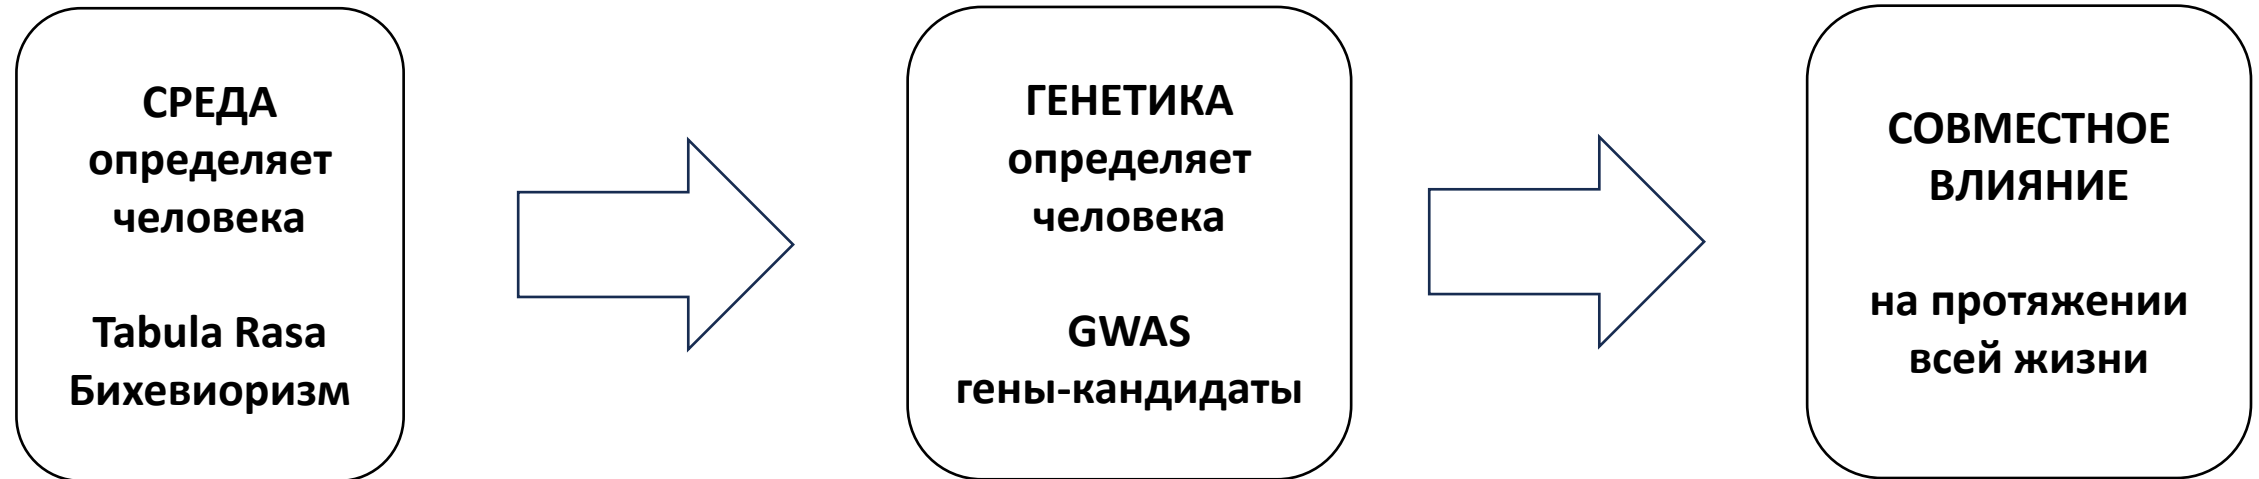 СРЕДА
определяет
человека
Tabula Rasa
Бихевиоризм
ГЕНЕТИКА
определяет
человека
GWAS
гены-кандидаты
СОВМЕСТНОЕ
ВЛИЯНИЕ
на протяжении
всей жизни